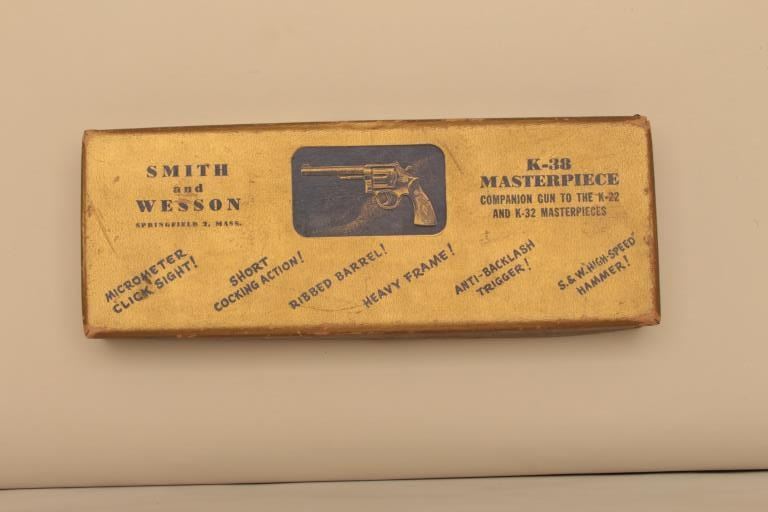 SMITH
and
WESSON
SPRINGFIELD 2, MASS.
K-38
MASTERPIECE
COMPANION GUN TO THE K-22
AND K-32 MASTERPIECES
MICROMETER
CLICK SIGHT!
SHORT
COCKING ACTION!
RIBBED BARREL!
HEAVY FRAME!
ANTI-BACKLASH
TRIGGER!
S.&W. HIGH-SPEED
HAMMER!